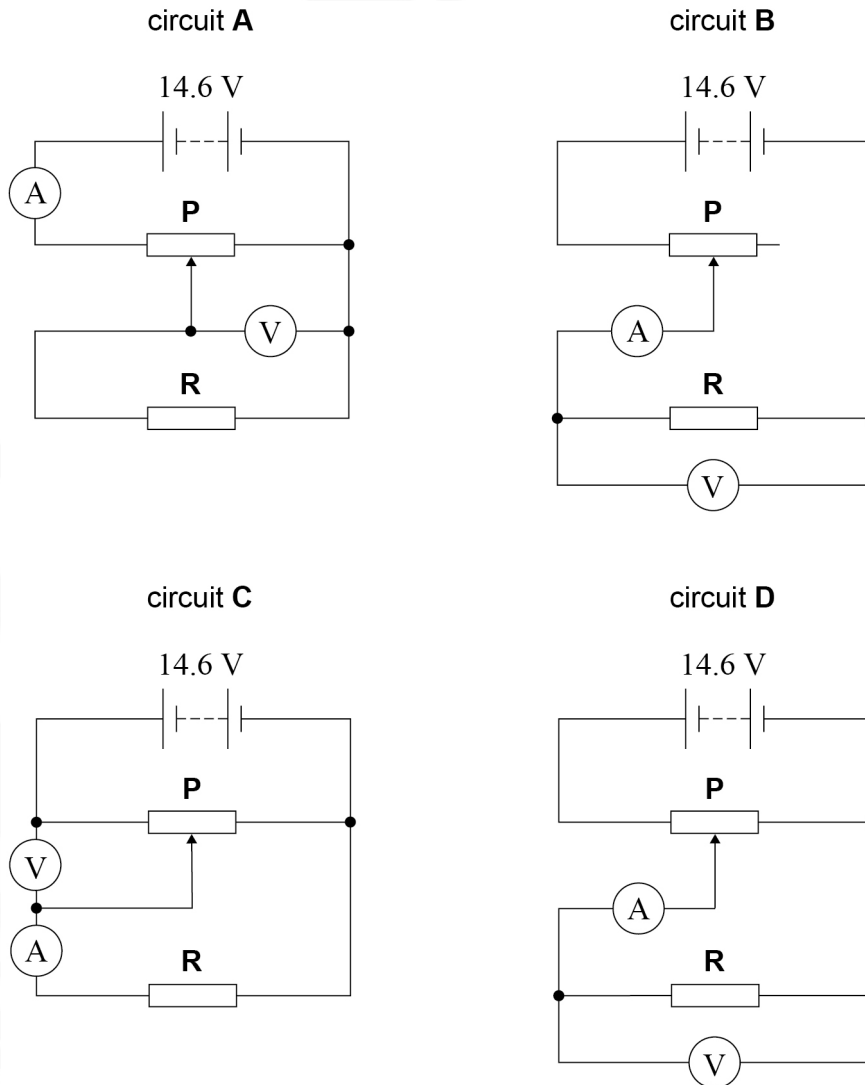 circuit A
14.6 V
A
P
V
R
circuit B
14.6 V
P
A
R
V
circuit C
14.6 V
P
V
A
R
circuit D
14.6 V
P
A
R
V